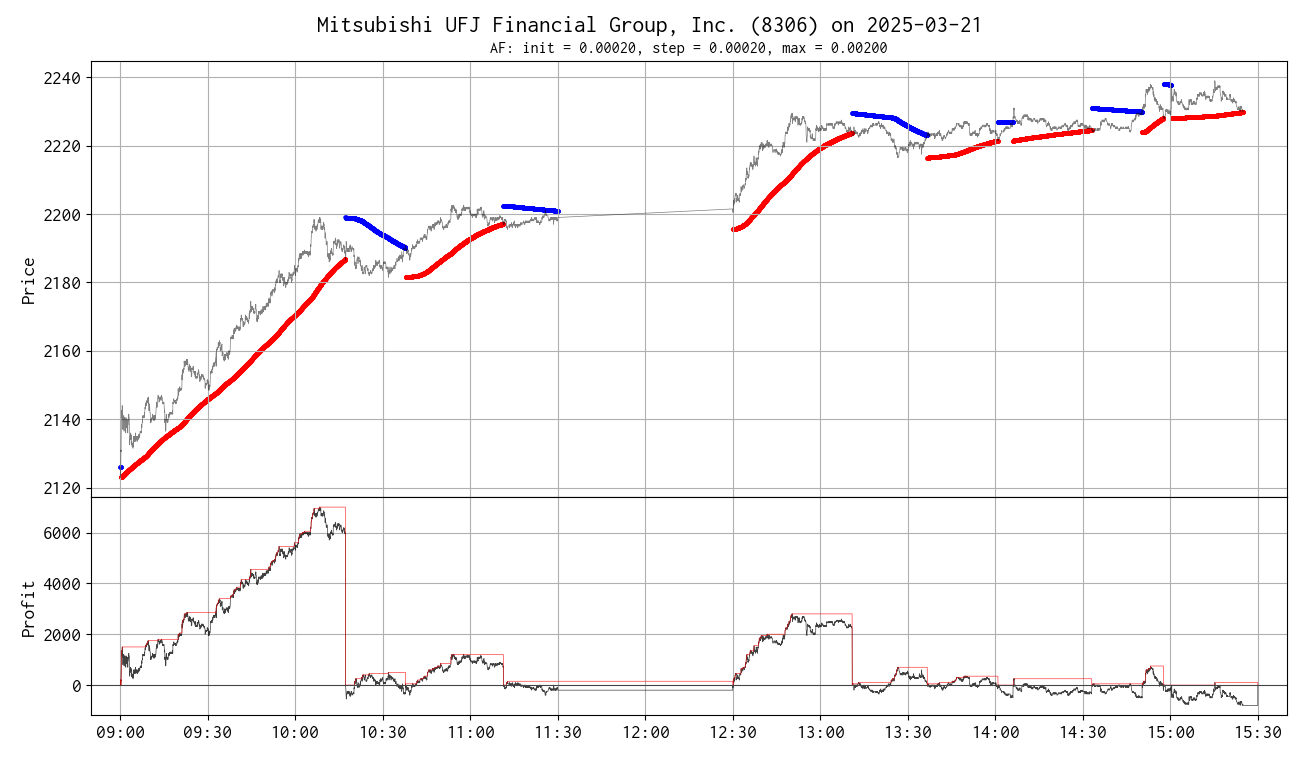 Mitsubishi UFJ Financial Group, Inc. (8306) on 2025-03-21
AF: init = 0.00020, step = 0.00020, max = 0.00200
Price
2240
2220
2200
2180
2160
2140
2120
Profit
6000
4000
2000
0
09:00 09:30 10:00 10:30 11:00 11:30 12:00 12:30 13:00 13:30 14:00 14:30 15:00 15:30